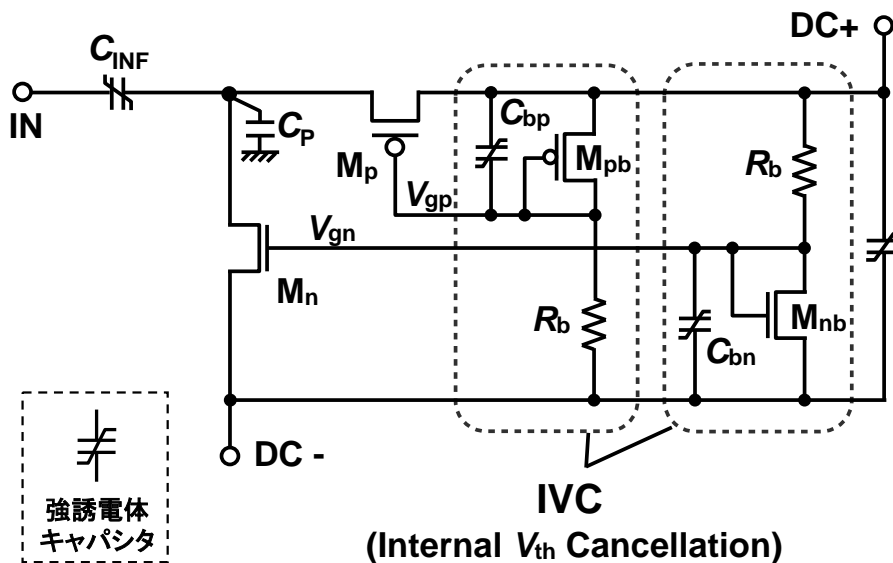 DC+
C_INF
IN
C_P
M_p
C_bp
M_pb
R_b
V_gp
V_gn
M_n
R_b
M_nb
C_bn
DC -
強誘電体
キャパシタ
IVC
(Internal V_th Cancellation)